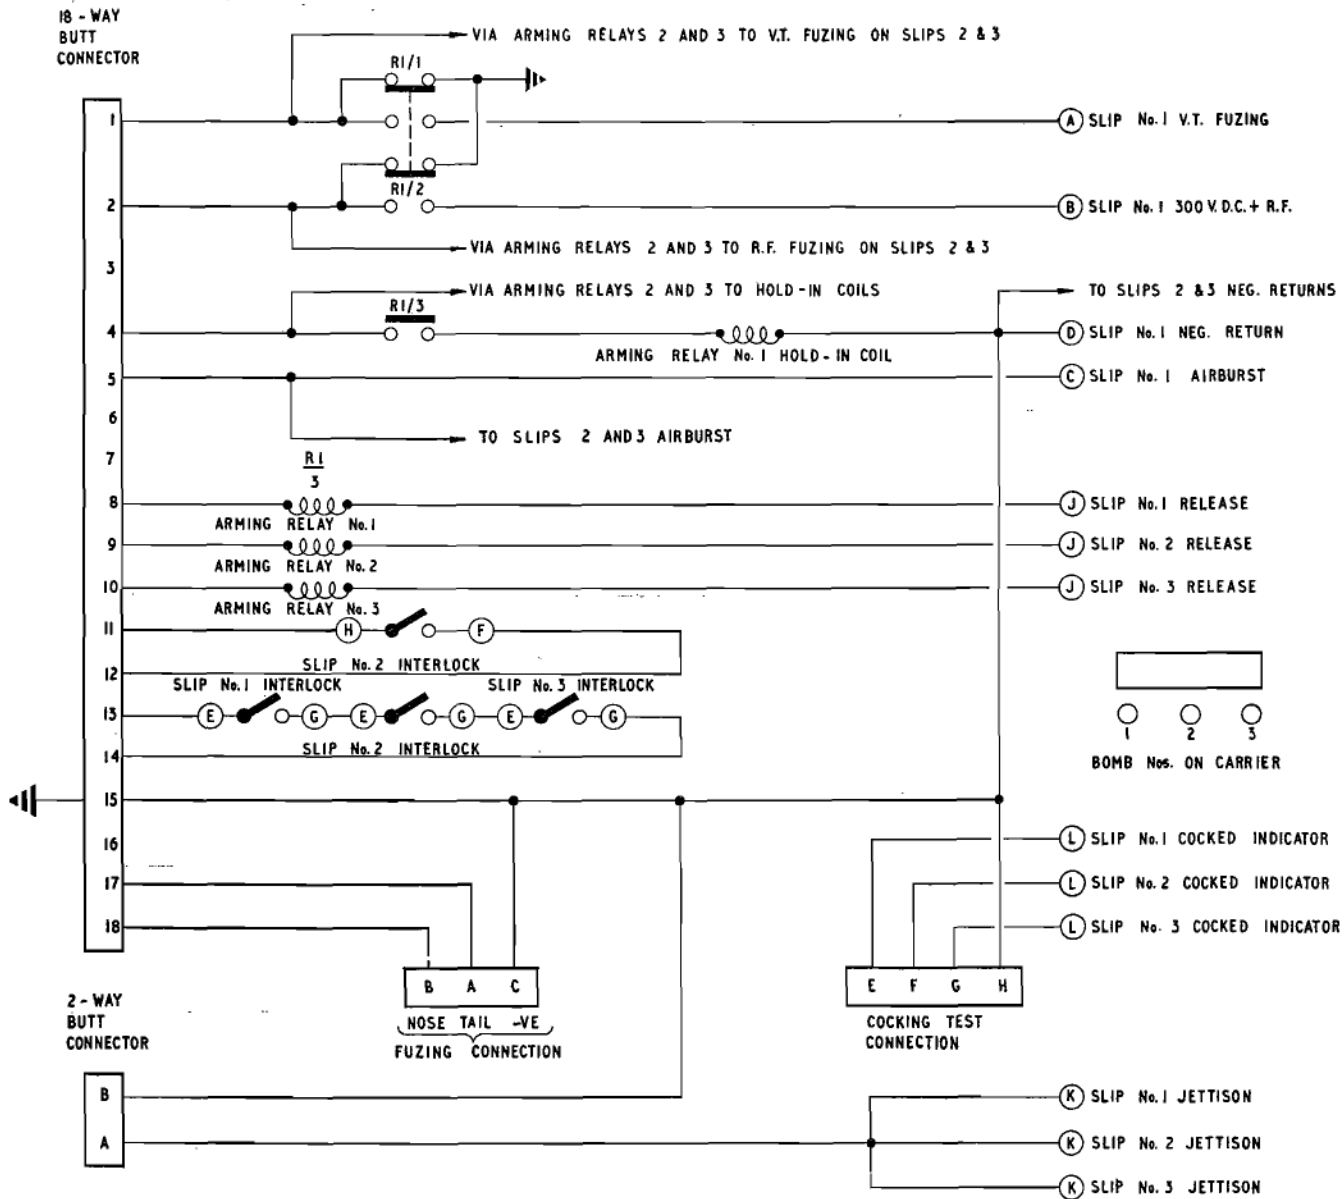 18-WAY
BUTT
CONNECTOR
VIA ARMING RELAYS 2 AND 3 TO V.T. FUZING ON SLIPS 2 & 3
R1/1
1
A SLIP No.1 V.T. FUZING
R1/2
2
B SLIP No.1 300 V.D.C.+ R.F.
VIA ARMING RELAYS 2 AND 3 TO R.F. FUZING ON SLIPS 2 & 3
3
VIA ARMING RELAYS 2 AND 3 TO HOLD-IN COILS
TO SLIPS 2 & 3 NEG. RETURNS
R1/3
4
D SLIP No.1 NEG. RETURN
ARMING RELAY No.1 HOLD-IN COIL
5
C SLIP No.1 AIRBURST
6
TO SLIPS 2 AND 3 AIRBURST
7
R1
3
8
J SLIP No.1 RELEASE
ARMING RELAY No.1
9
J SLIP No.2 RELEASE
ARMING RELAY No.2
10
J SLIP No.3 RELEASE
ARMING RELAY No.3
11
H F
SLIP No.2 INTERLOCK
12
SLIP No.1 INTERLOCK
SLIP No.3 INTERLOCK
13
E G E G E G
SLIP No.2 INTERLOCK
14
1 2 3
BOMB Nos. ON CARRIER
15
16
L SLIP No.1 COCKED INDICATOR
17
L SLIP No.2 COCKED INDICATOR
18
L SLIP No. 3 COCKED INDICATOR
B A C
NOSE TAIL -VE
FUZING CONNECTION
E F G H
COCKING TEST
CONNECTION
2-WAY
BUTT
CONNECTOR
B
K SLIP No.1 JETTISON
A
K SLIP No.2 JETTISON
K SLIP No.3 JETTISON